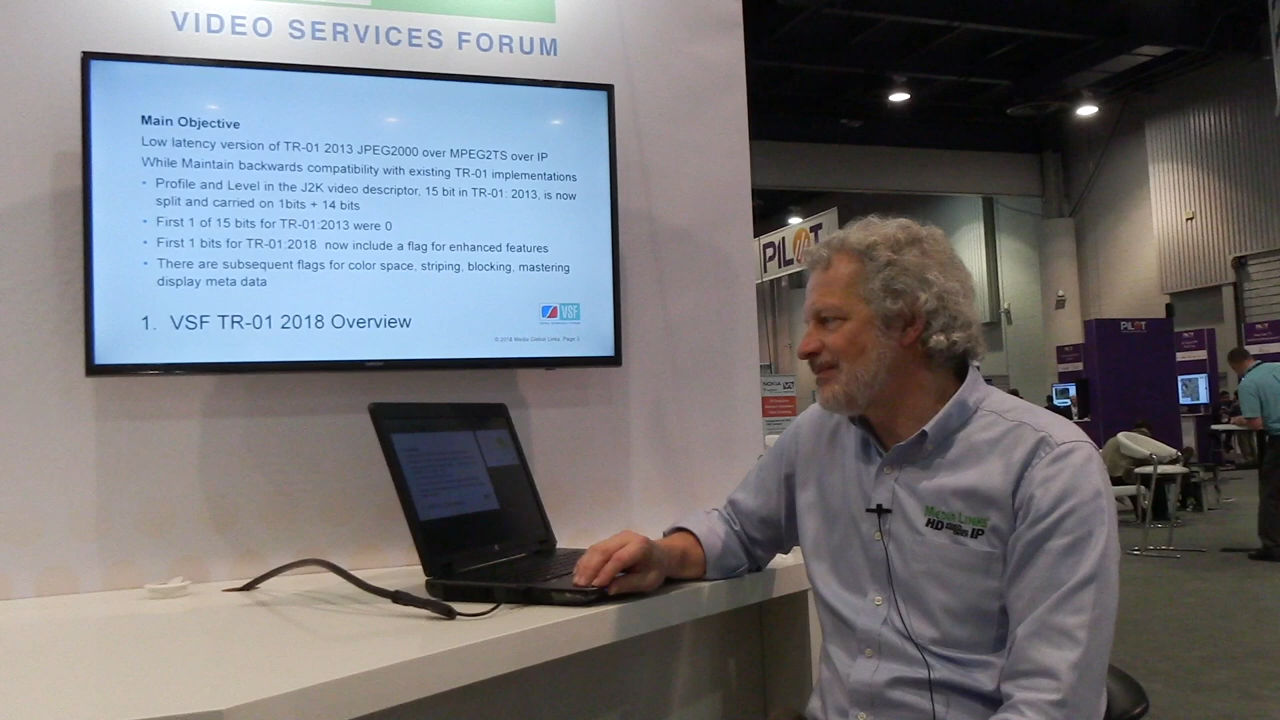 VIDEO SERVICES FORUM
Main Objective
Low latency version of TR-01 2013 JPEG2000 over MPEG2TS over IP
While Maintain backwards compatibility with existing TR-01 implementations
• Profile and Level in the J2K video descriptor, 15 bit in TR-01: 2013, is now
split and carried on 1bits + 14 bits
• First 1 of 15 bits for TR-01:2013 were 0
• First 1 bits for TR-01:2018 now include a flag for enhanced features
• There are subsequent flags for color space, striping, blocking, mastering
display meta data
VSF
1. VSF TR-01 2018 Overview
© 2018 Media Global Links, Page 3
PILOT
PILOT
NOKIA
MEDIA LINKS
HD IP